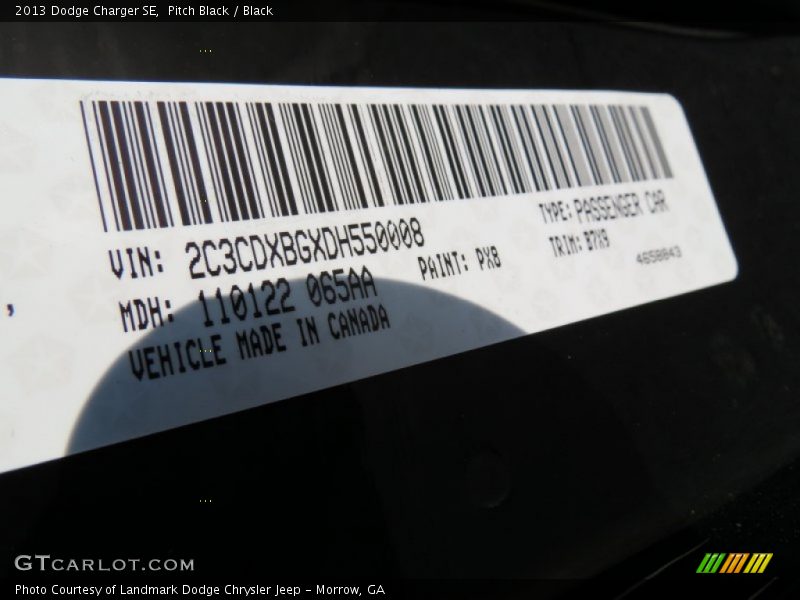 2013 Dodge Charger SE,  Pitch Black / Black
VIN: 2C3CDXBGXDH550008
TYPE: PASSENGER CAR
MDH: 110122 065AA
PAINT: PX8
TRIM: B7X9
4658843
VEHICLE MADE IN CANADA
GTCARLOT.COM
Photo Courtesy of Landmark Dodge Chrysler Jeep - Morrow, GA